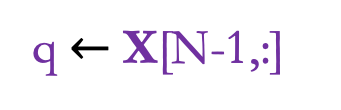 q ← X[N-1,:]